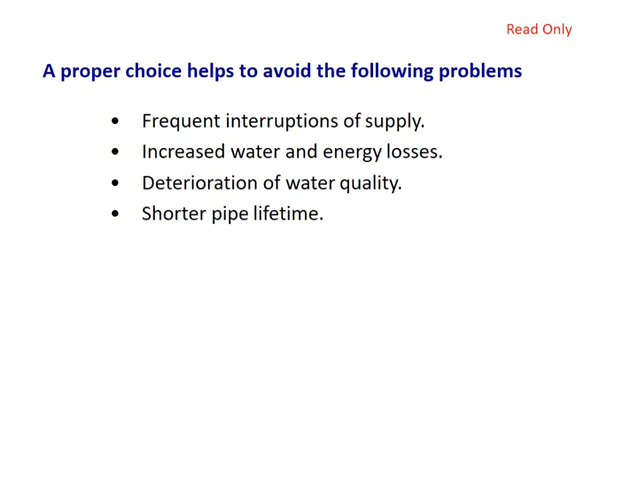 Read Only
A proper choice helps to avoid the following problems
• Frequent interruptions of supply.
• Increased water and energy losses.
• Deterioration of water quality.
• Shorter pipe lifetime.